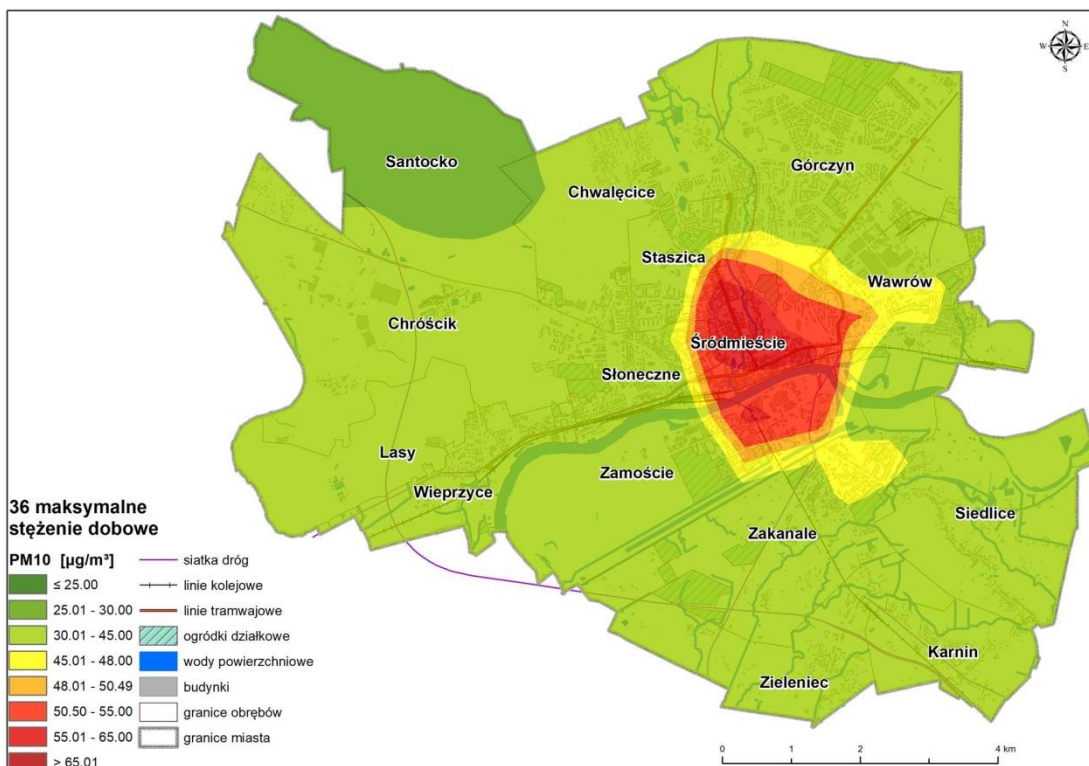 N
W E
S
Santocko
Górczyn
Chwalęcice
Staszica
Wawrów
Chróścik
Śródmieście
Słoneczne
Lasy
Zamoście
Wieprzyce
Siedlice
Zakanale
Karnin
Zieleniec
36 maksymalne
stężenie dobowe
PM10 [µg/m³]
≤ 25.00
25.01 - 30.00
30.01 - 45.00
45.01 - 48.00
48.01 - 50.49
50.50 - 55.00
55.01 - 65.00
> 65.01
siatka dróg
linie kolejowe
linie tramwajowe
ogródki działkowe
wody powierzchniowe
budynki
granice obrębów
granice miasta
0 1 2 4 km